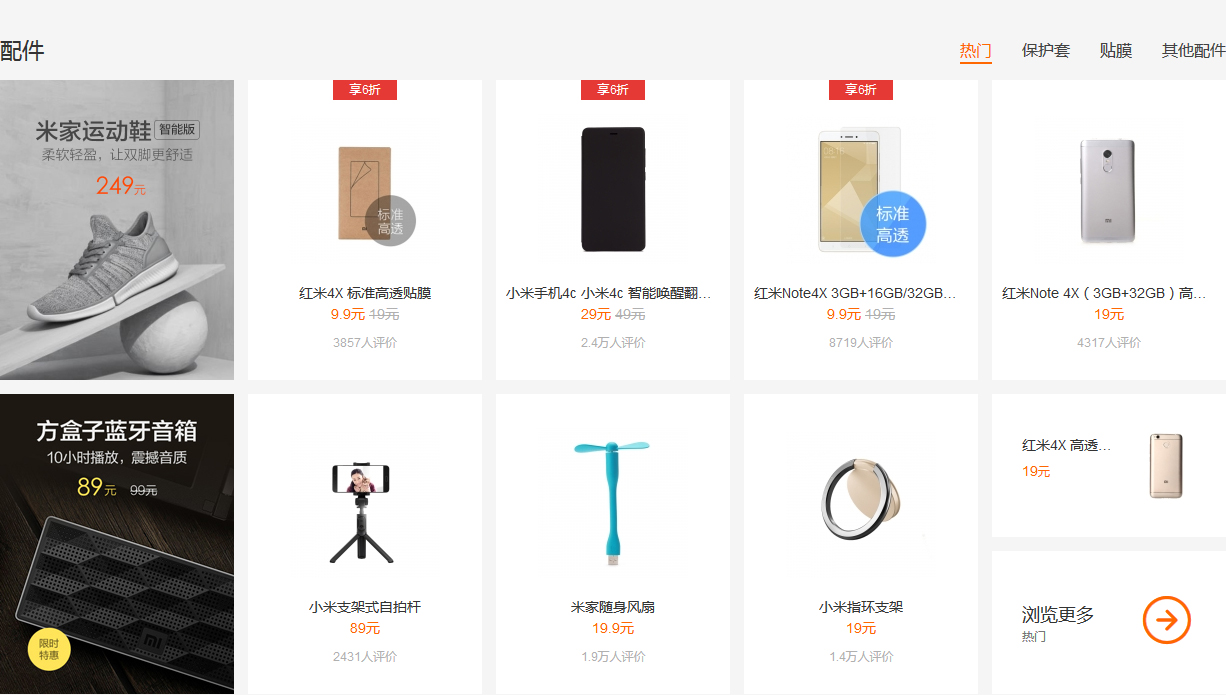 配件
热门 保护套 贴膜 其他配件
米家运动鞋 智能版
柔软轻盈，让双脚更舒适
249元
享6折
标准
高透
红米4X 标准高透贴膜
9.9元 19元
3857人评价
享6折
小米手机4c 小米4c 智能唤醒翻…
29元 49元
2.4万人评价
享6折
标准
高透
红米Note4X 3GB+16GB/32GB…
9.9元 19元
8719人评价
红米Note 4X（3GB+32GB）高…
19元
4317人评价
方盒子蓝牙音箱
10小时播放，震撼音质
89元 99元
限时
特惠
小米支架式自拍杆
89元
2431人评价
米家随身风扇
19.9元
1.9万人评价
小米指环支架
19元
1.4万人评价
红米4X 高透…
19元
浏览更多
热门